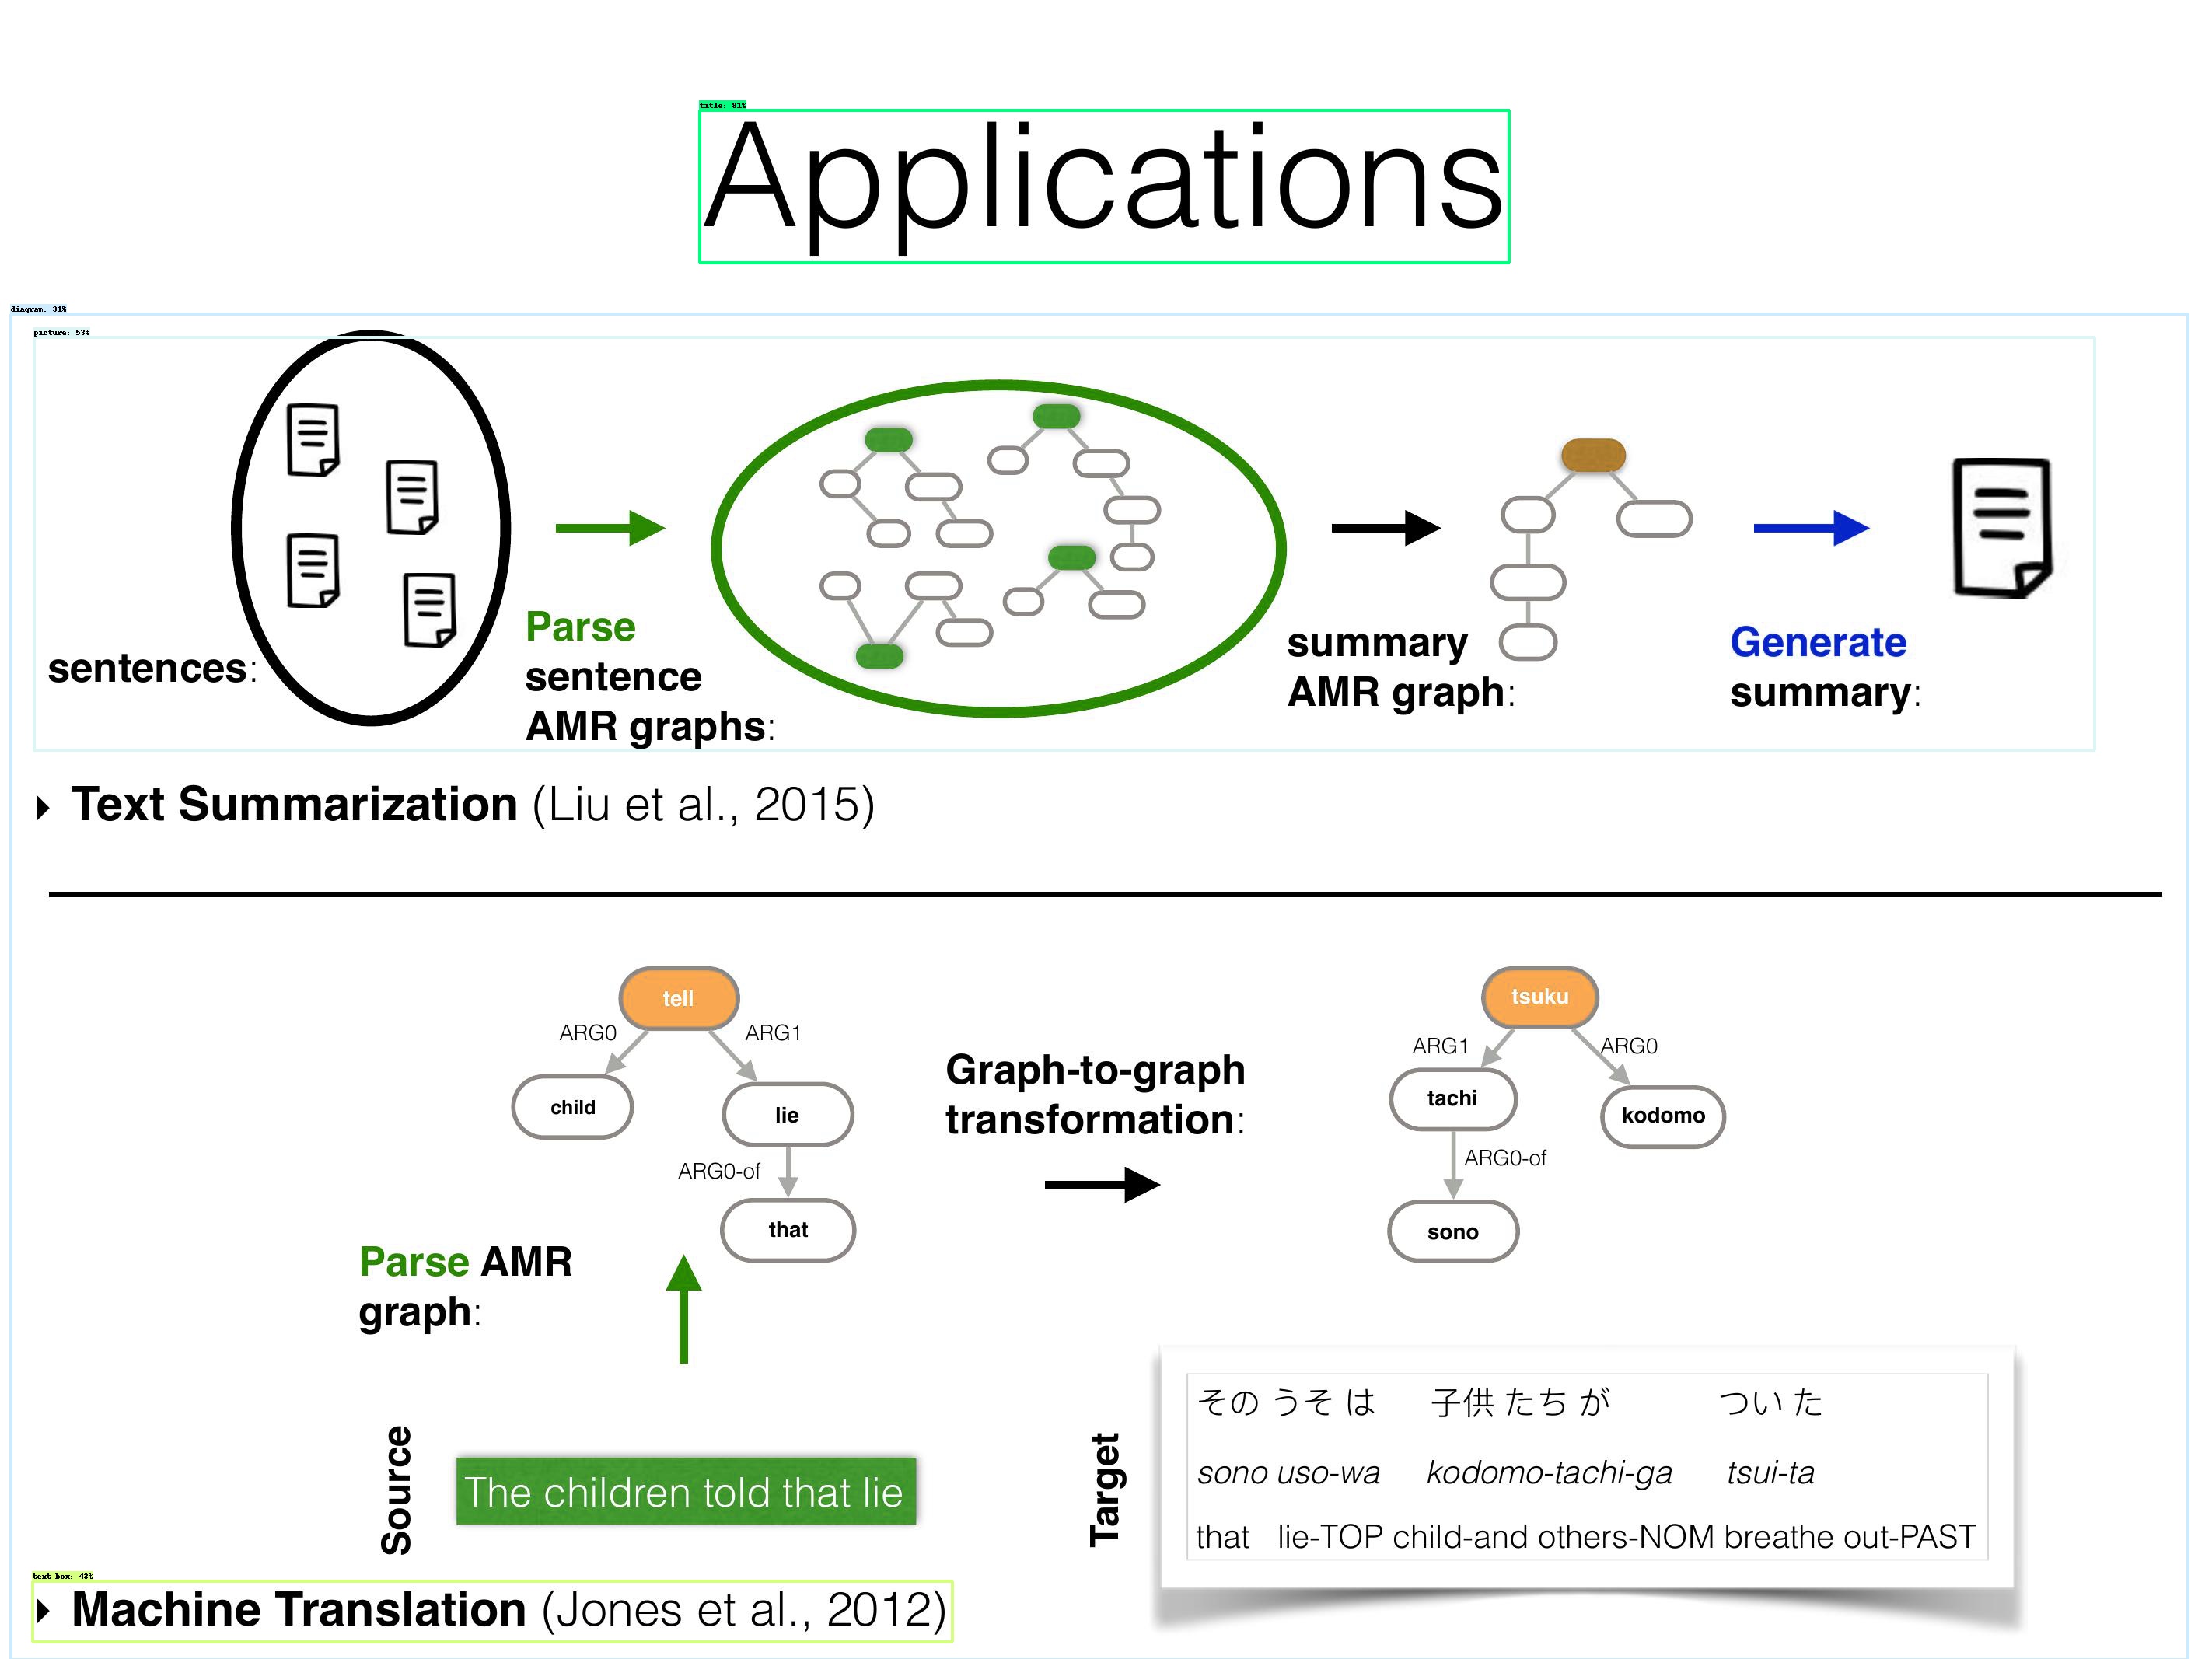 title: 81%
Applications
diagram: 31%
picture: 53%
sentences:
Parse
sentence
AMR graphs:
summary
AMR graph:
Generate
summary:
‣ Text Summarization (Liu et al., 2015)
tell
ARG0
ARG1
child
lie
ARG0-of
that
Graph-to-graph
transformation:
tsuku
ARG1
ARG0
tachi
kodomo
ARG0-of
sono
Parse AMR
graph:
Source
The children told that lie
Target
その うそ は 子供 たち が つい た
sono uso-wa kodomo-tachi-ga tsui-ta
that lie-TOP child-and others-NOM breathe out-PAST
text box: 43%
‣ Machine Translation (Jones et al., 2012)